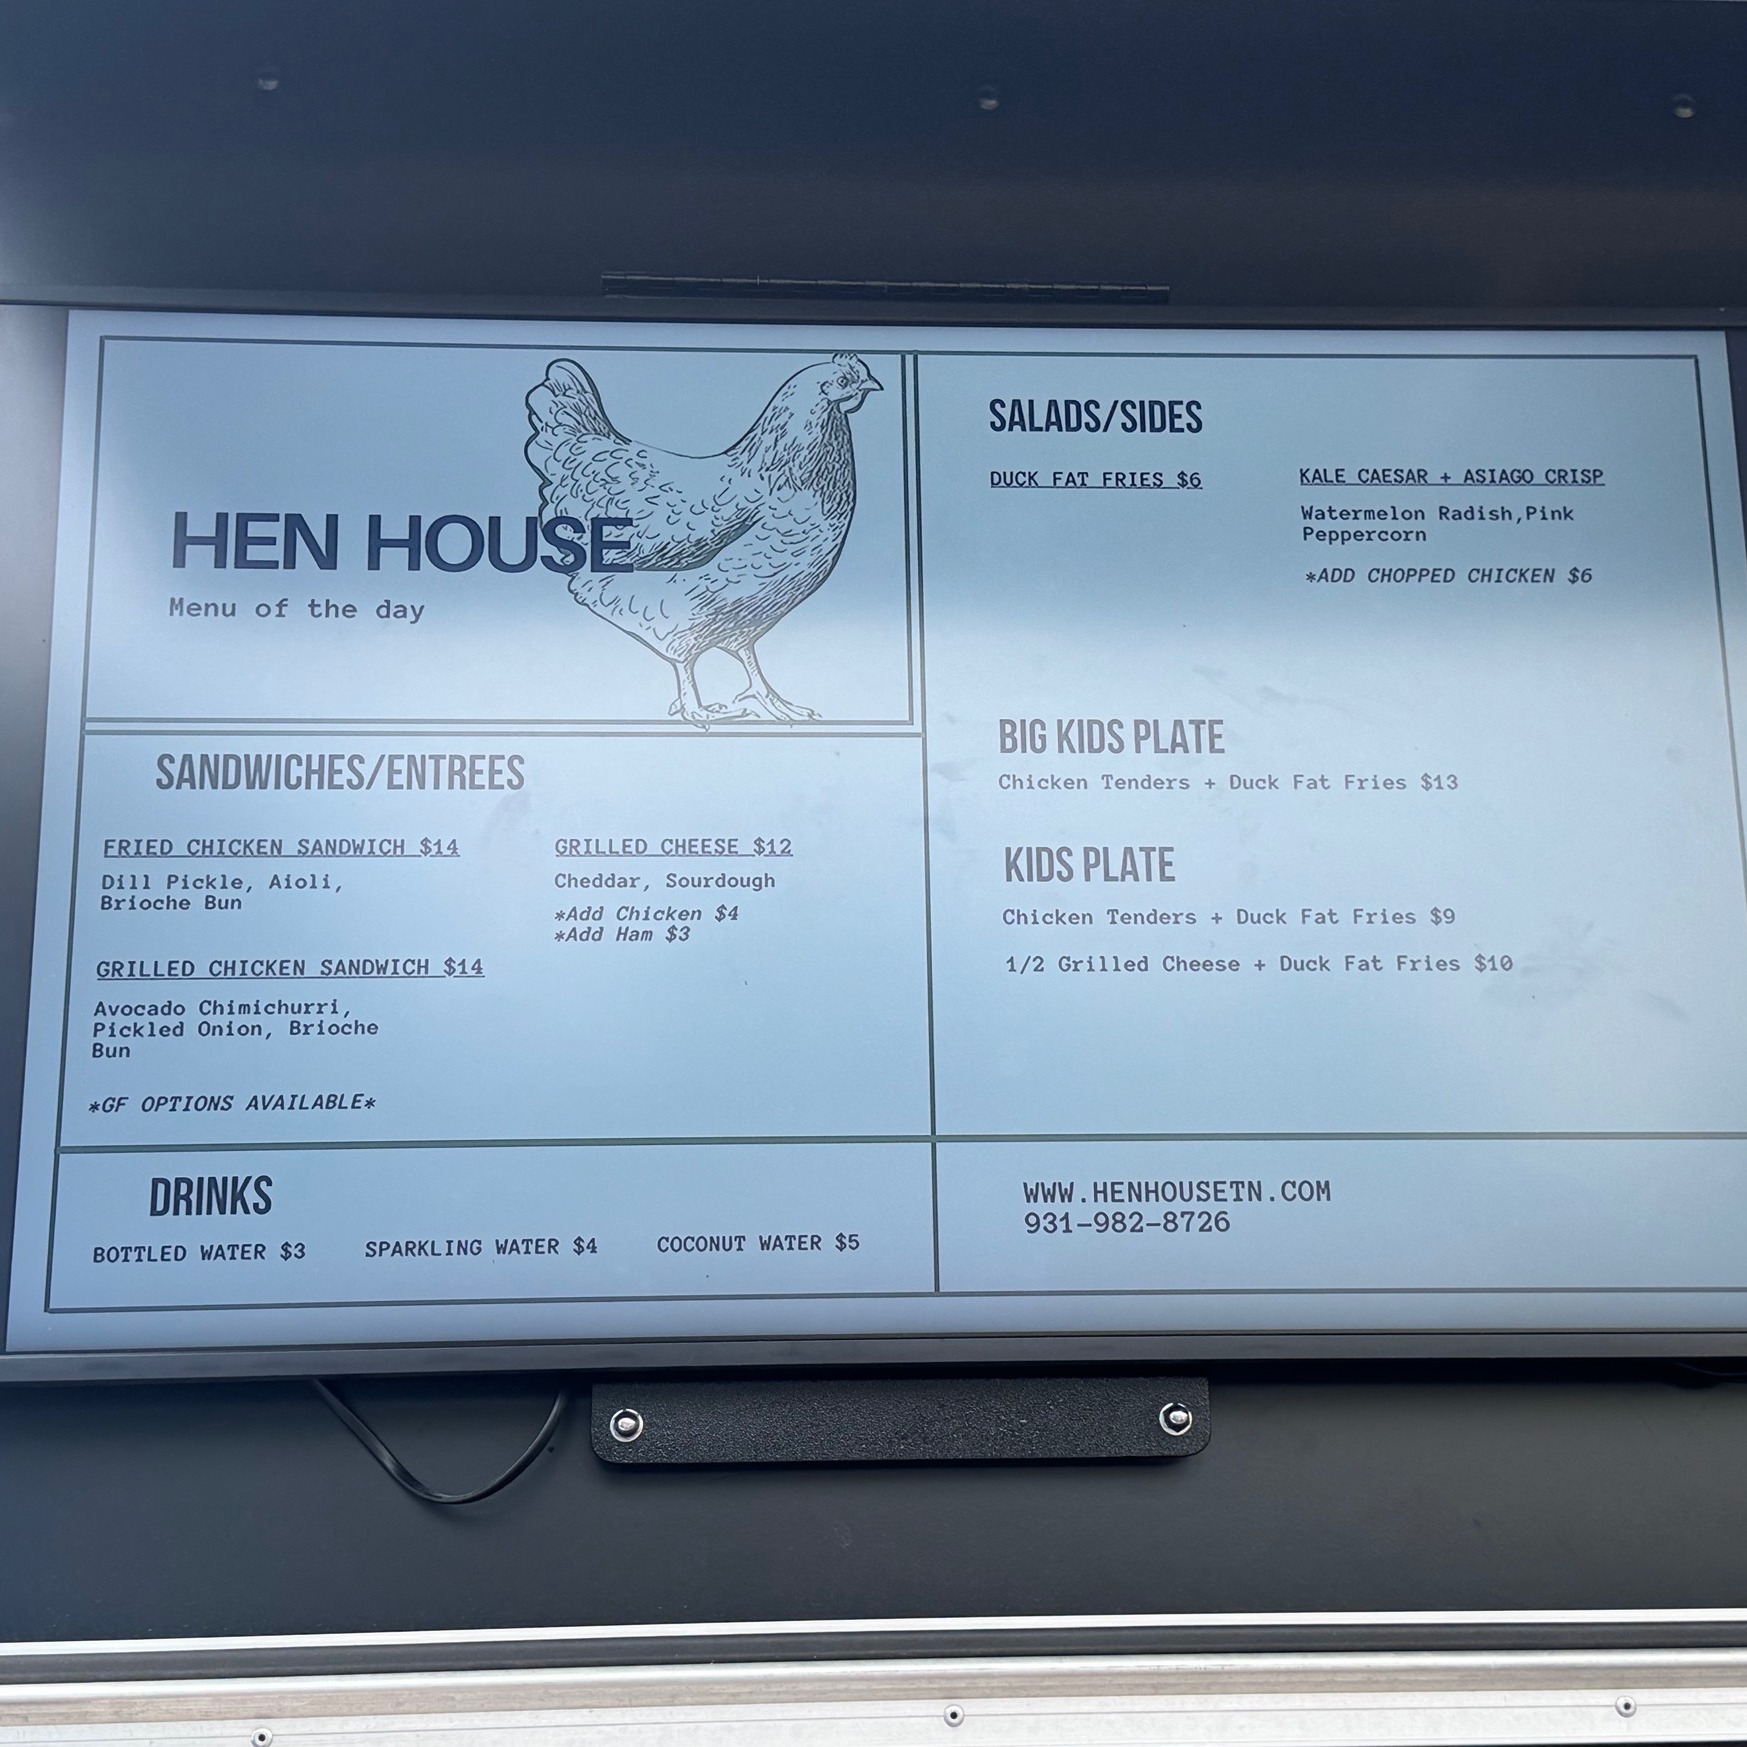 HEN HOUSE
Menu of the day
SANDWICHES/ENTREES
FRIED CHICKEN SANDWICH $14
Dill Pickle, Aioli,
Brioche Bun
GRILLED CHICKEN SANDWICH $14
Avocado Chimichurri,
Pickled Onion, Brioche
Bun
*GF OPTIONS AVAILABLE*
GRILLED CHEESE $12
Cheddar, Sourdough
*Add Chicken $4
*Add Ham $3
DRINKS
BOTTLED WATER $3
SPARKLING WATER $4
COCONUT WATER $5
SALADS/SIDES
DUCK FAT FRIES $6
KALE CAESAR + ASIAGO CRISP
Watermelon Radish,Pink
Peppercorn
*ADD CHOPPED CHICKEN $6
BIG KIDS PLATE
Chicken Tenders + Duck Fat Fries $13
KIDS PLATE
Chicken Tenders + Duck Fat Fries $9
1/2 Grilled Cheese + Duck Fat Fries $10
WWW.HENHOUSETN.COM
931-982-8726